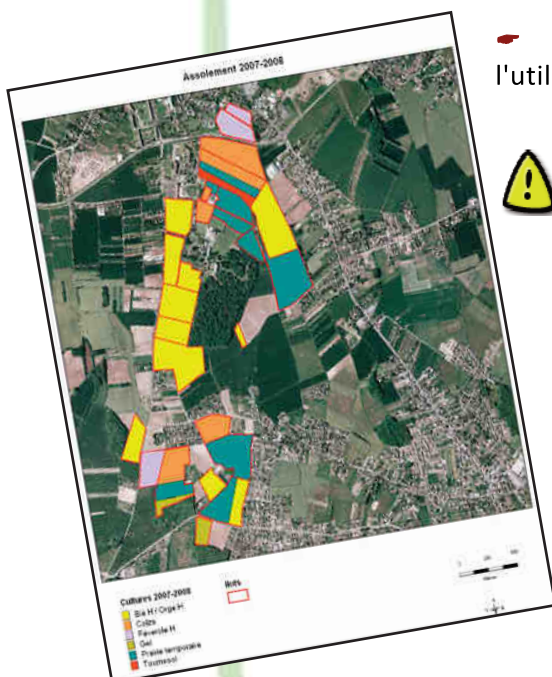 Assolement 2007-2008
l'util
Cultures 2007-2008
Blé H / Orge H
Colza
Féverole H
Gel
Prairie temporaire
Tournesol
Ilots